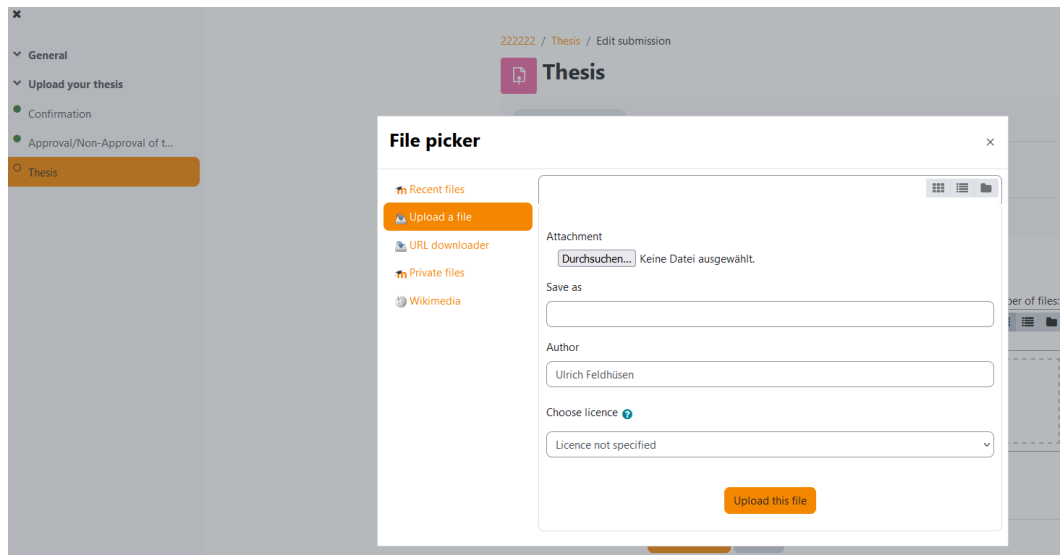 General
Upload your thesis
Confirmation
Approval/Non-Approval of t...
Thesis
222222 / Thesis / Edit submission
Thesis
File picker
Recent files
Upload a file
URL downloader
Private files
Wikimedia
Attachment
Durchsuchen... Keine Datei ausgewählt.
Save as
Author
Ulrich Feldhüsen
Choose licence
Licence not specified
Upload this file
of files: